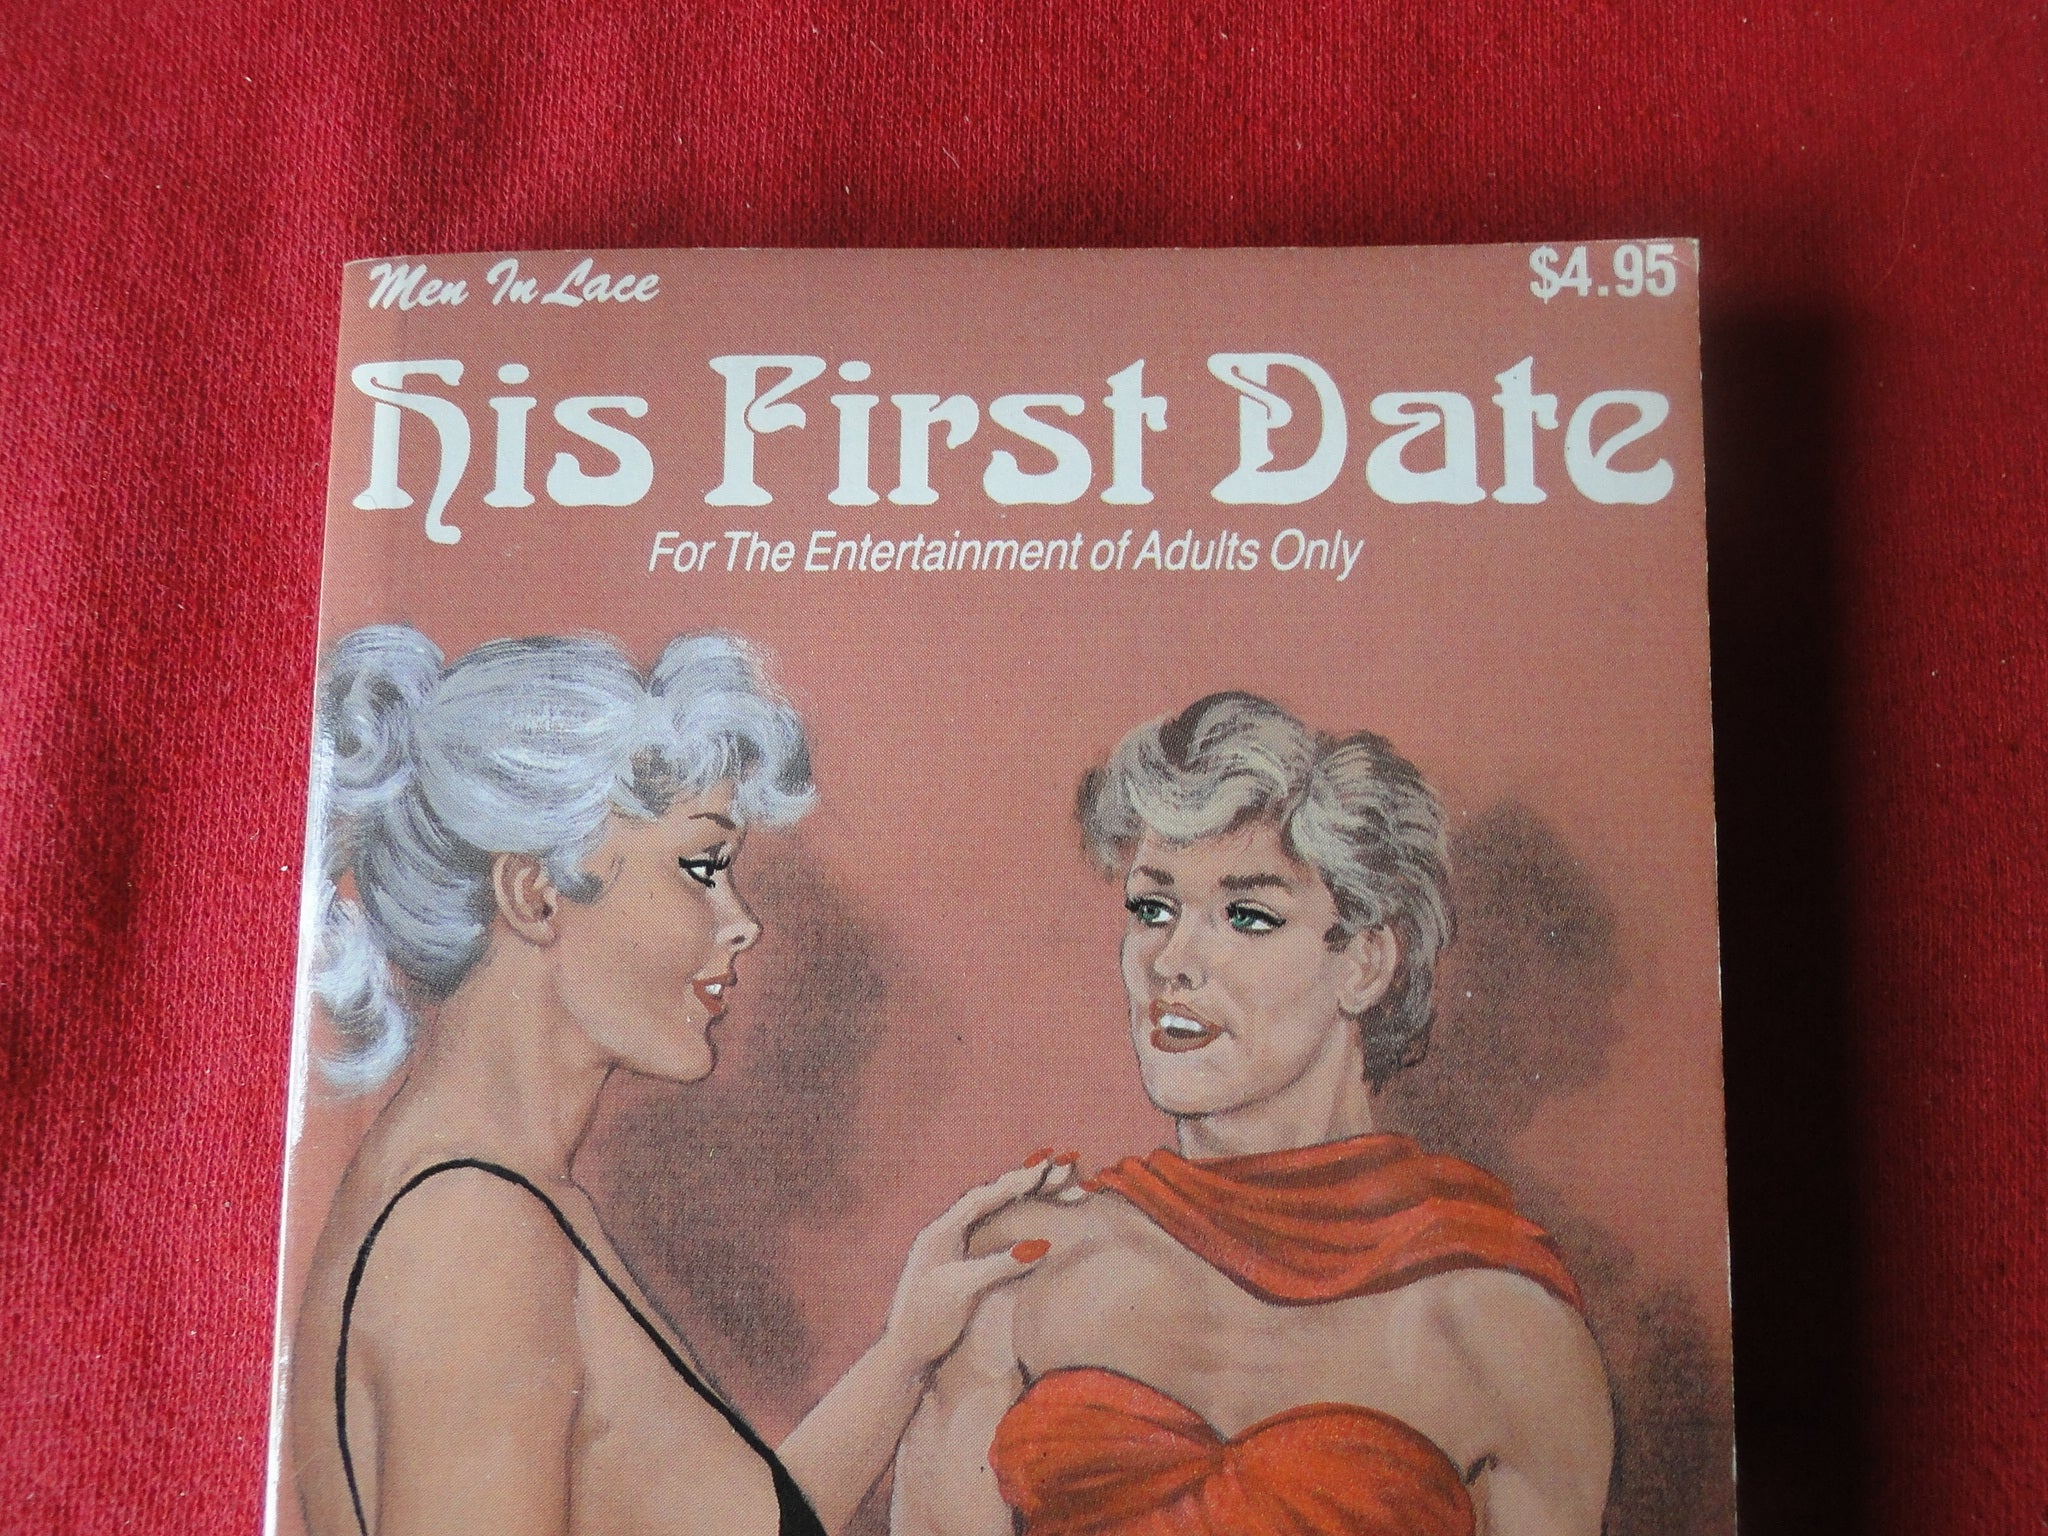 Men In Lace
$4.95
His First Date
For The Entertainment of Adults Only